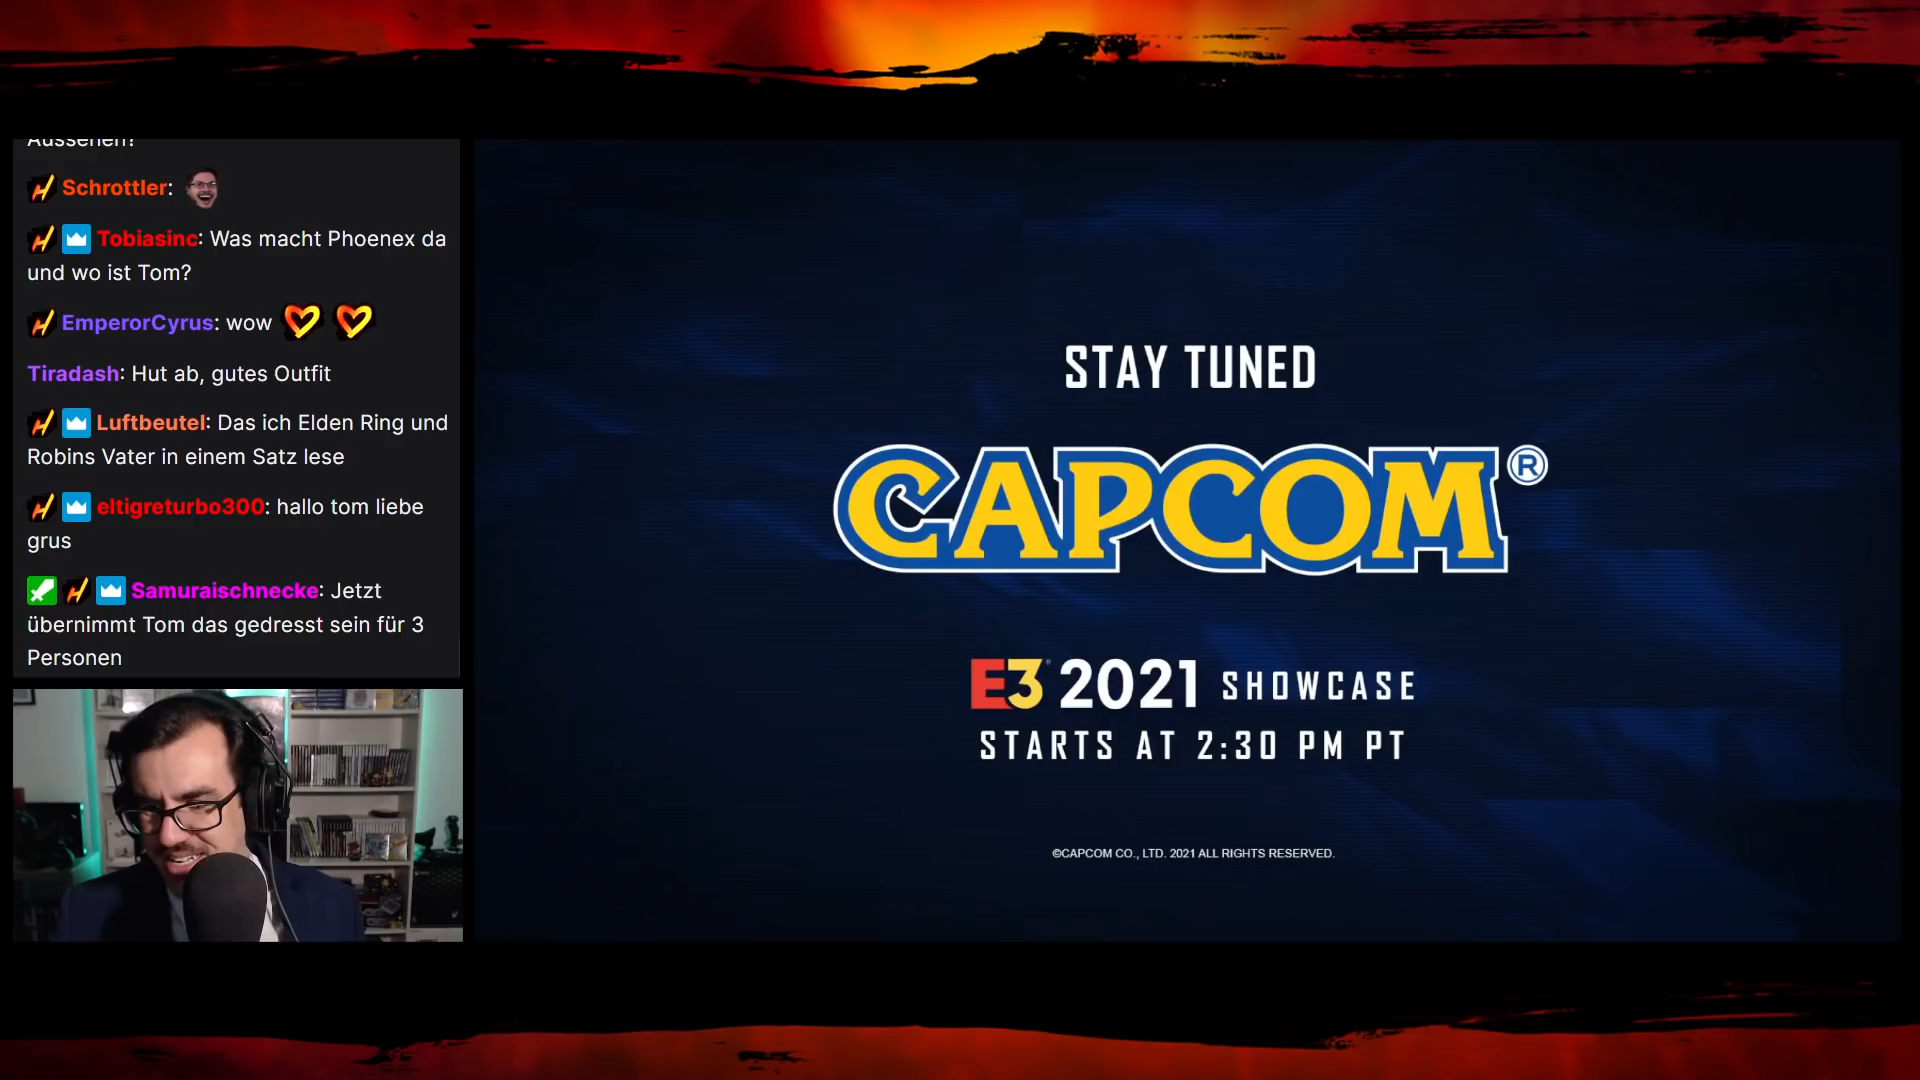 Aussehen?
Schrottler:
Tobiasinc: Was macht Phoenex da
und wo ist Tom?
EmperorCyrus: wow
Tiradash: Hut ab, gutes Outfit
Luftbeutel: Das ich Elden Ring und
Robins Vater in einem Satz lese
eltigreturbo300: hallo tom liebe
grus
Samuraischnecke: Jetzt
übernimmt Tom das gedresst sein für 3
Personen
STAY TUNED
CAPCOM®
E3 2021 SHOWCASE
STARTS AT 2:30 PM PT
©CAPCOM CO., LTD. 2021 ALL RIGHTS RESERVED.